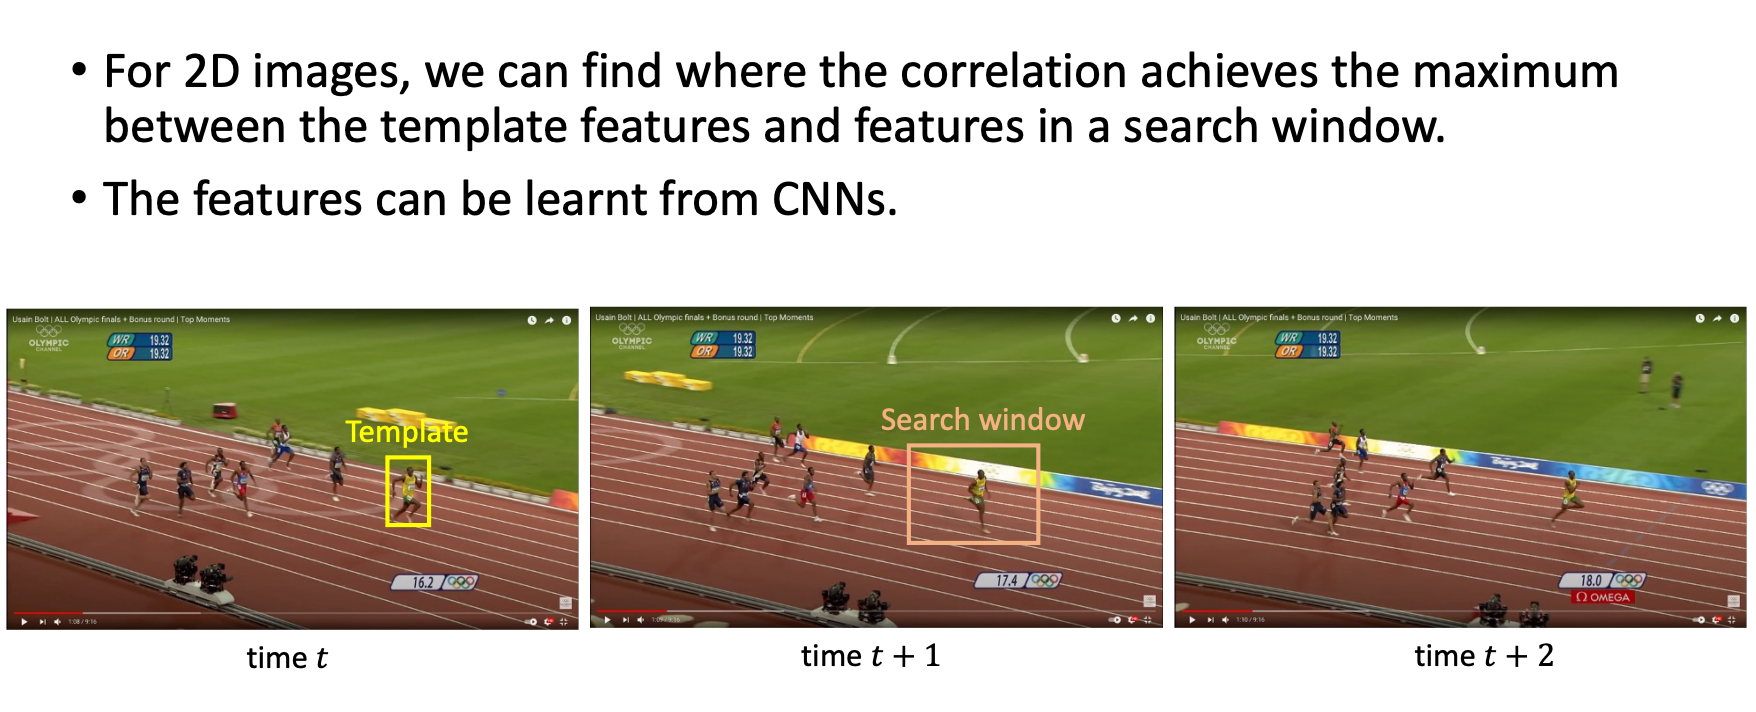 • For 2D images, we can find where the correlation achieves the maximum
between the template features and features in a search window.
• The features can be learnt from CNNs.
Usain Bolt | ALL Olympic finals + Bonus round | Top Moments
OLYMPIC
CHANNEL
WR 19.32
OR 19.32
Template
16.2
1:08 / 9:16
time t
Usain Bolt | ALL Olympic finals + Bonus round | Top Moments
OLYMPIC
CHANNEL
WR 19.32
OR 19.32
Search window
17.4
1:09 / 9:16
time t + 1
Usain Bolt | ALL Olympic finals + Bonus round | Top Moments
OLYMPIC
CHANNEL
WR 19.32
OR 19.32
18.0
Ω OMEGA
1:10 / 9:16
time t + 2